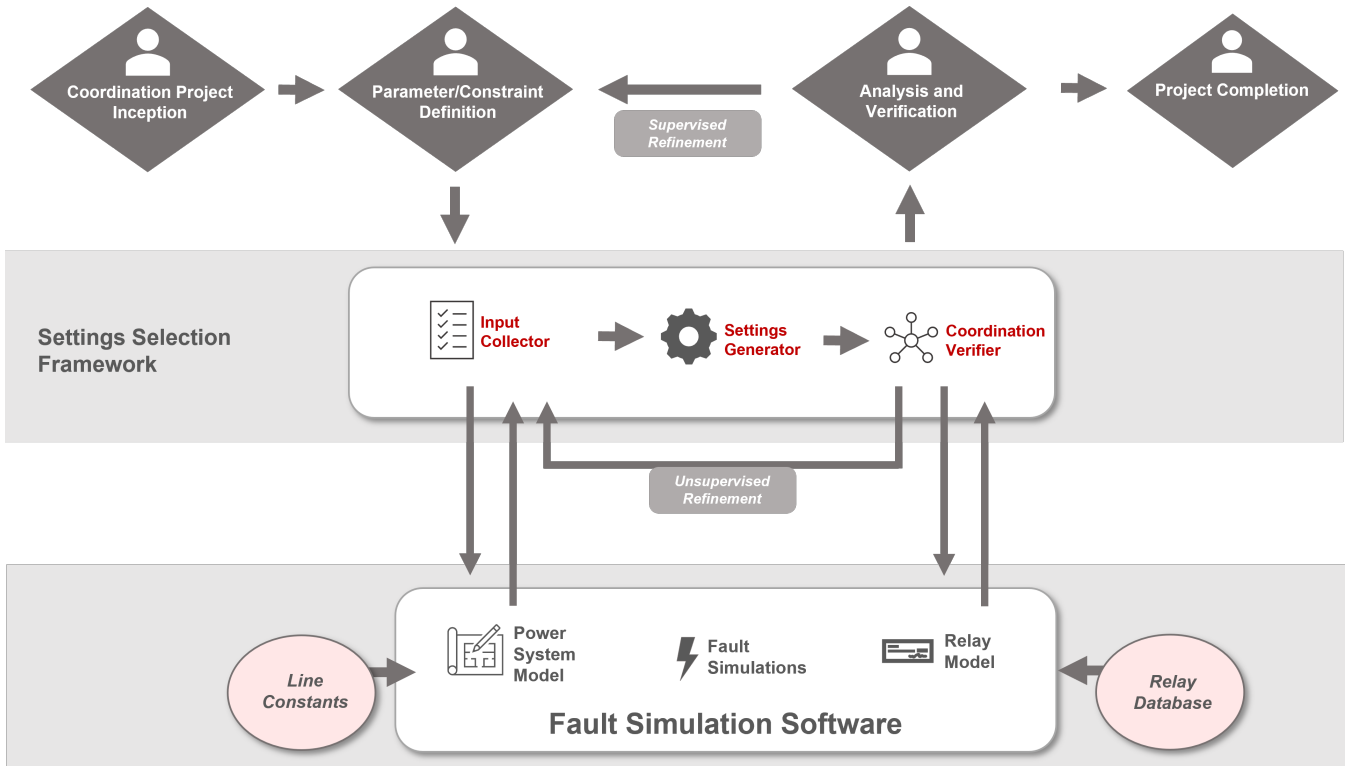 Coordination Project
Inception
Parameter/Constraint
Definition
Supervised
Refinement
Analysis and
Verification
Project Completion
Settings Selection
Framework
Input
Collector
Settings
Generator
Coordination
Verifier
Unsupervised
Refinement
Line
Constants
Power
System
Model
Fault
Simulations
Relay
Model
Fault Simulation Software
Relay
Database